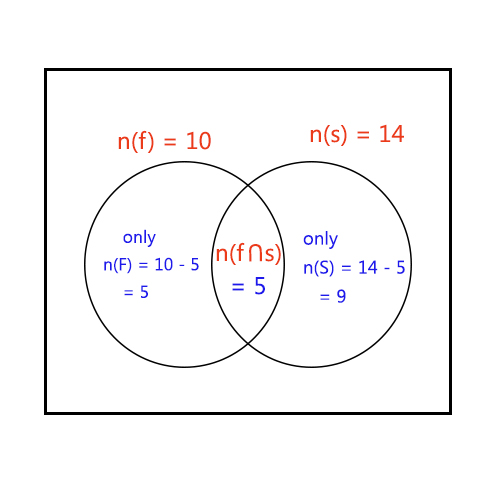 n(f) = 10
n(s) = 14
only
n(F) = 10 - 5
= 5
n(f∩s)
= 5
only
n(S) = 14 - 5
= 9